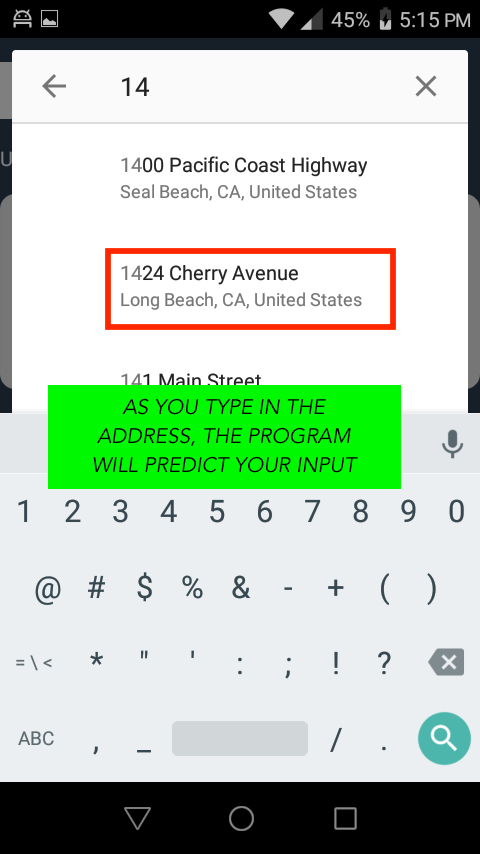 45% 5:15 PM
14
U
1400 Pacific Coast Highway
Seal Beach, CA, United States
1424 Cherry Avenue
Long Beach, CA, United States
141 Main Street
AS YOU TYPE IN THE
ADDRESS, THE PROGRAM
WILL PREDICT YOUR INPUT
1 2 3 4 5 6 7 8 9 0
@ # $ % & - + ( )
= \ < * " ' : ; ! ?
ABC , _ / .